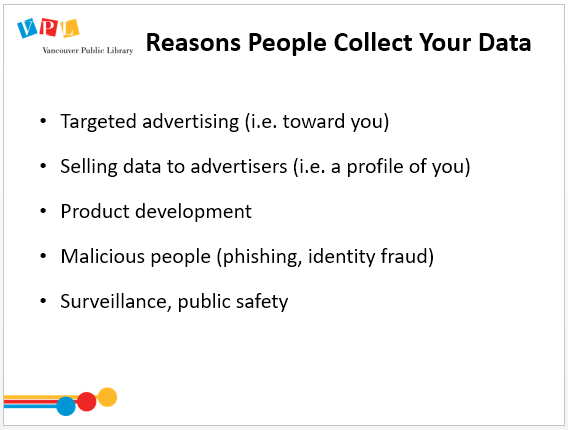 VPL
Vancouver Public Library
Reasons People Collect Your Data
• Targeted advertising (i.e. toward you)
• Selling data to advertisers (i.e. a profile of you)
• Product development
• Malicious people (phishing, identity fraud)
• Surveillance, public safety